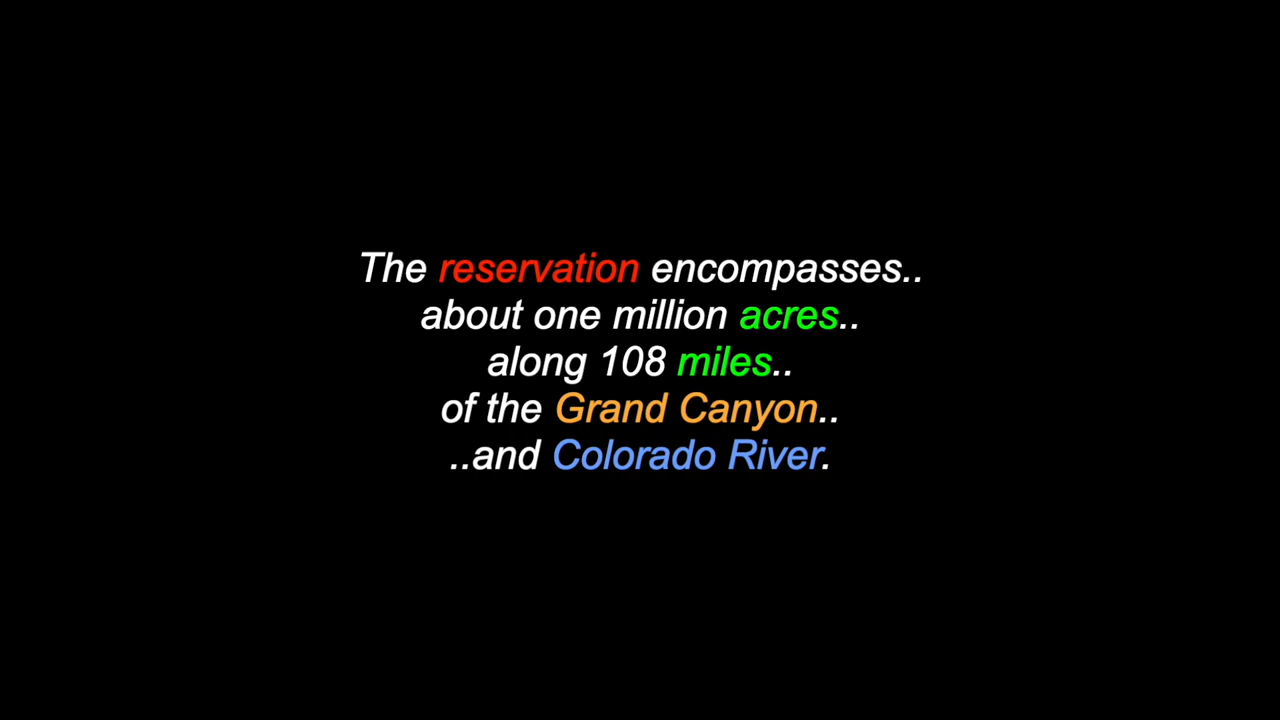 The reservation encompasses..
about one million acres..
along 108 miles..
of the Grand Canyon..
..and Colorado River.